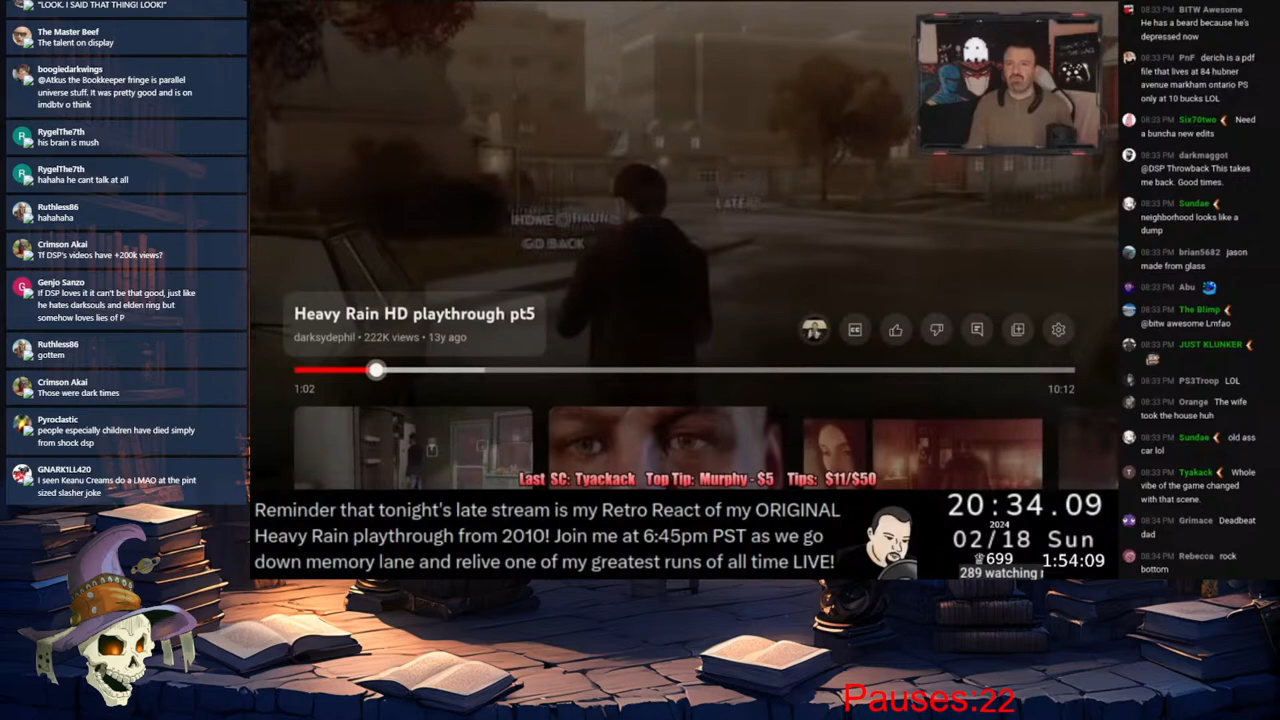 "LOOK. I SAID THAT THING! LOOK!"
The Master Beef
The talent on display
boogiedarkwings
@Atkus the Bookkeeper fringe is parallel
universe stuff. It was pretty good and is on
imdbtv o think
RygelThe7th
his brain is mush
RygelThe7th
hahaha he cant talk at all
Ruthless86
hahahaha
Crimson Akai
Tf DSP's videos have +200k views?
Genjo Sanzo
If DSP loves it it can't be that good, just like
he hates darksouls and elden ring but
somehow loves lies of P
Ruthless86
gottem
Crimson Akai
Those were dark times
Pyroclastic
people especially children have died simply
from shock dsp
GNARK1LL420
I seen Keanu Creams do a LMAO at the pint
sized slasher joke
GO BACK
Heavy Rain HD playthrough pt5
darksydephil • 222K views • 13y ago
CC
1:02
10:12
Last SC: Tyackack Top Tip: Murphy - $5 Tips: $11/$50
Reminder that tonight's late stream is my Retro React of my ORIGINAL
Heavy Rain playthrough from 2010! Join me at 6:45pm PST as we go
down memory lane and relive one of my greatest runs of all time LIVE!
20:34.09
2024
02/18 Sun
699
1:54:09
289 watching
08:33 PM BITW Awesome
He has a beard because he's
depressed now
08:33 PM PnF derich is a pdf
file that lives at 84 hubner
avenue markham ontario PS
only at 10 bucks LOL
08:33 PM Six70two Need
a buncha new edits
08:33 PM darkmaggot
@DSP Throwback This takes
me back. Good times.
08:33 PM Sundae
neighborhood looks like a
dump
08:33 PM brian5682 jason
made from glass
08:33 PM Abu
08:33 PM The Blimp
@bitw awesome Lmfao
08:33 PM JUST KLUNKER
08:33 PM PS3Troop LOL
08:33 PM Orange The wife
took the house huh
08:33 PM Sundae old ass
car lol
08:33 PM Tyakack Whole
vibe of the game changed
with that scene.
08:34 PM Grimace Deadbeat
dad
08:34 PM Rebecca rock
bottom
Pauses:22